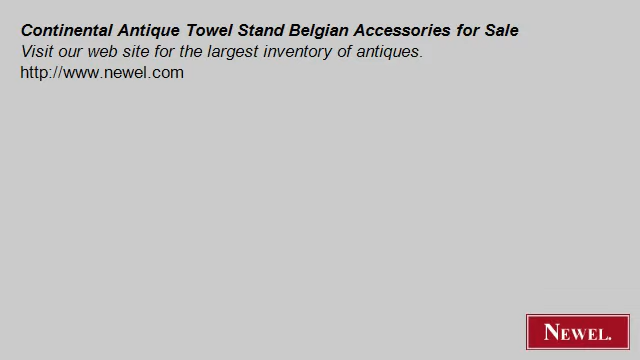 Continental Antique Towel Stand Belgian Accessories for Sale
Visit our web site for the largest inventory of antiques.
http://www.newel.com
NEWEL.